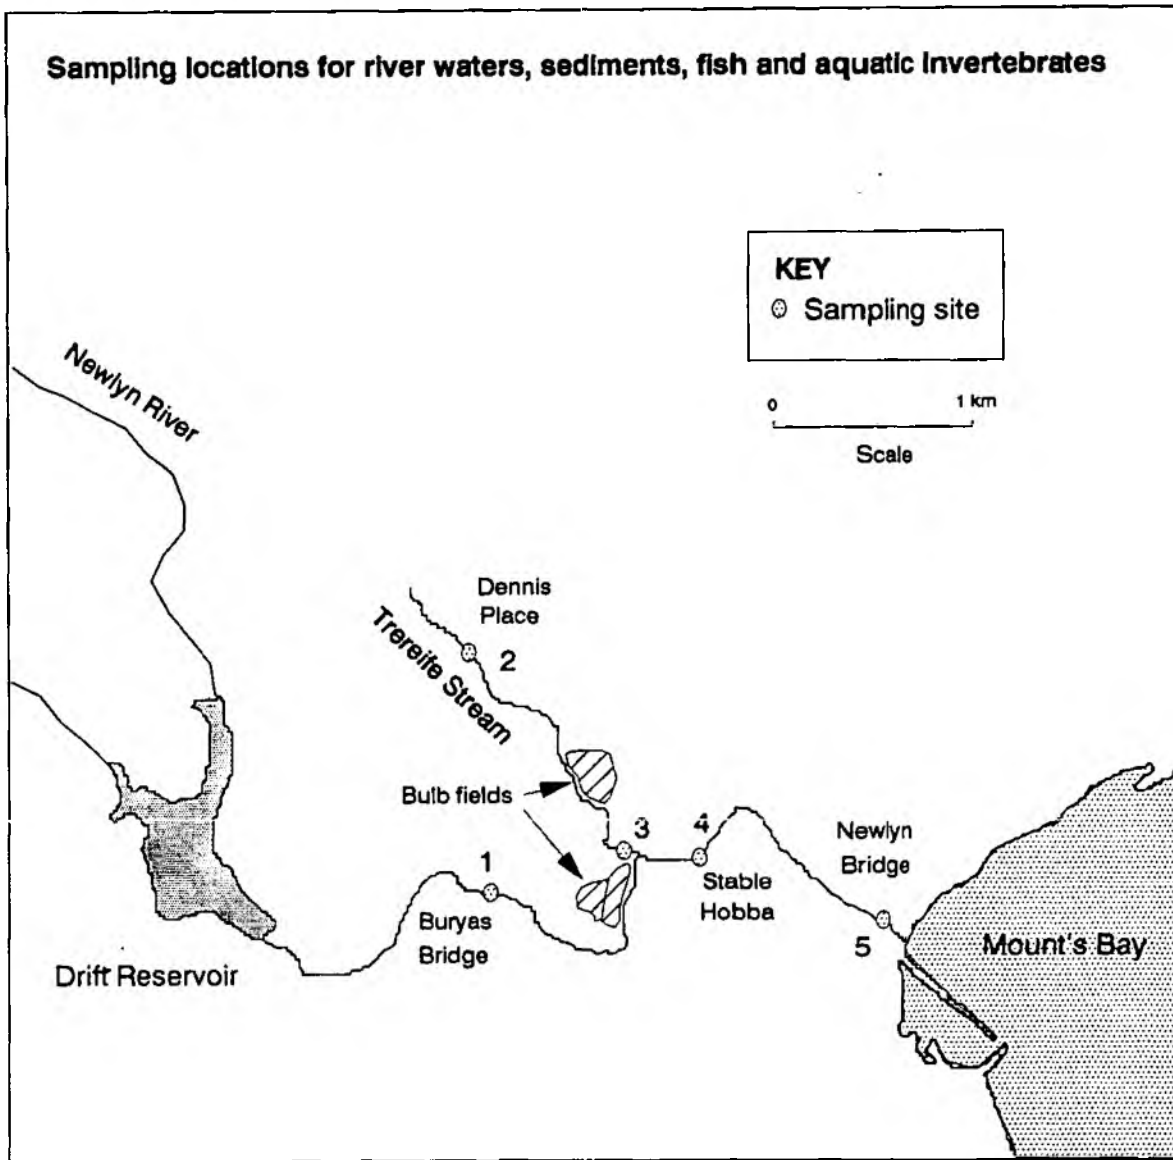 Sampling locations for river waters, sediments, fish and aquatic invertebrates
KEY
Sampling site
0 1 km
Scale
Newlyn River
Dennis
Place
2
Trereife Stream
Bulb fields
3
4
Newlyn
Bridge
1
Stable
Hobba
Buryas
Bridge
5
Mount's Bay
Drift Reservoir